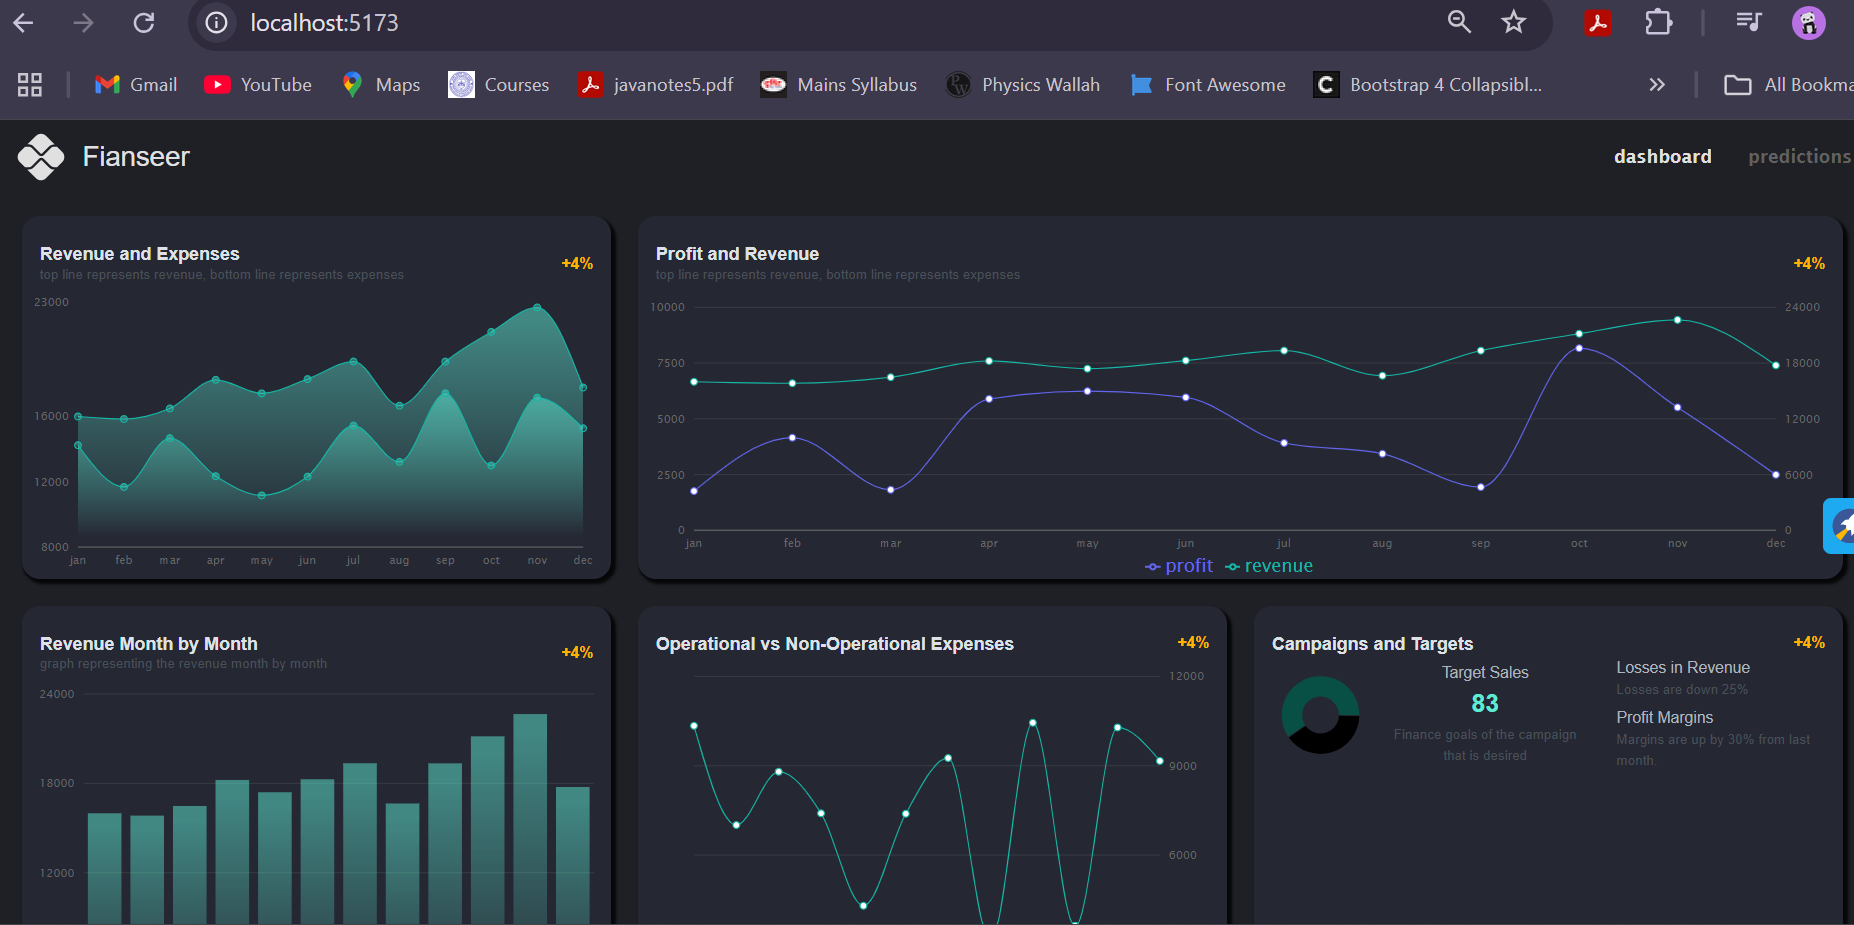 localhost:5173
Gmail YouTube Maps Courses javanotes5.pdf Mains Syllabus Physics Wallah Font Awesome Bootstrap 4 Collapsibl... All Bookma
Fianseer
dashboard predictions
Revenue and Expenses
top line represents revenue, bottom line represents expenses
+4%
23000
16000
12000
8000
jan feb mar apr may jun jul aug sep oct nov dec
Profit and Revenue
top line represents revenue, bottom line represents expenses
+4%
10000 24000
7500 18000
5000 12000
2500 6000
0 0
jan feb mar apr may jun jul aug sep oct nov dec
profit revenue
Revenue Month by Month
graph representing the revenue month by month
+4%
24000
18000
12000
Operational vs Non-Operational Expenses
+4%
12000
9000
6000
Campaigns and Targets
+4%
Target Sales
83
Finance goals of the campaign
that is desired
Losses in Revenue
Losses are down 25%
Profit Margins
Margins are up by 30% from last
month.